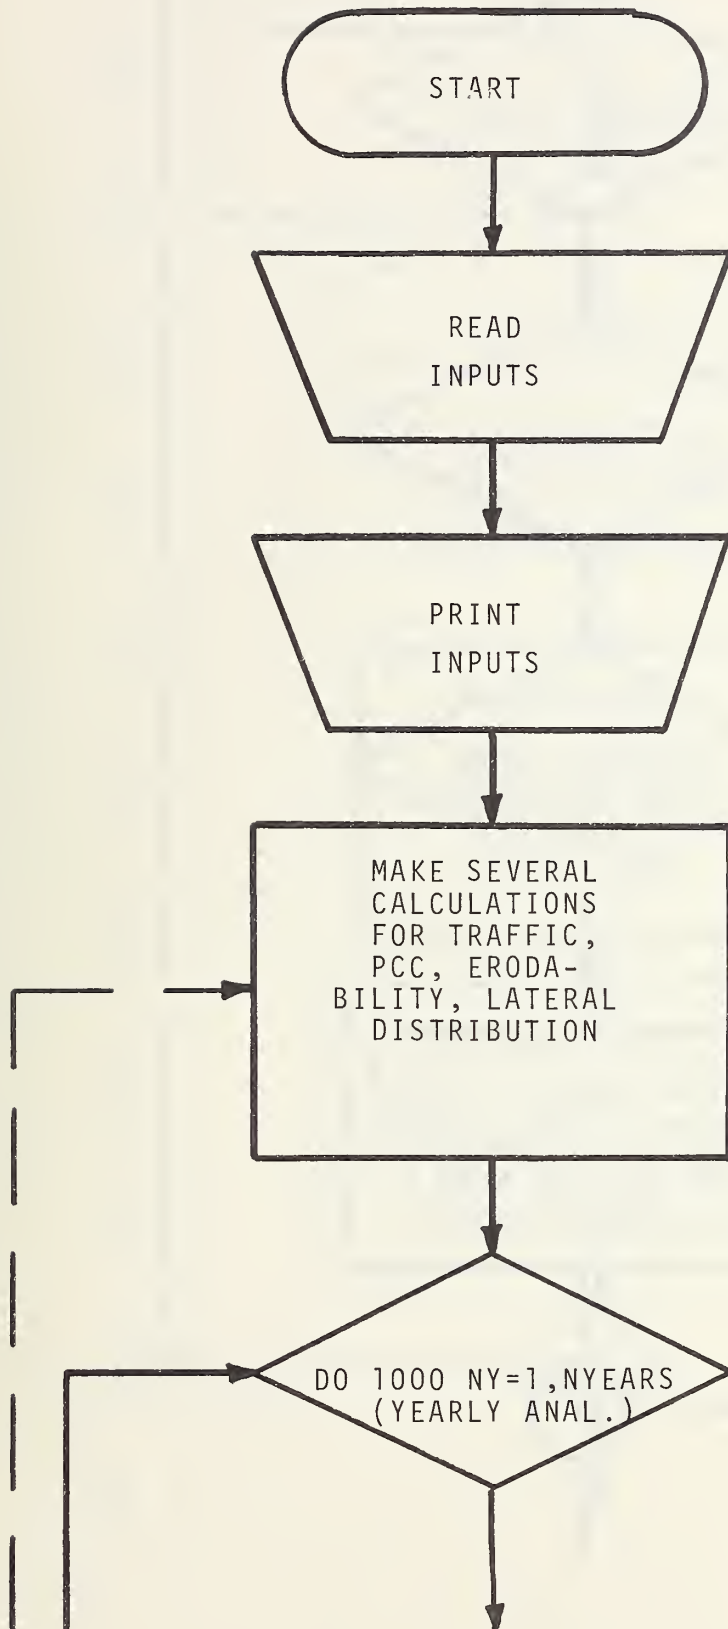 START
READ
INPUTS
PRINT
INPUTS
MAKE SEVERAL
CALCULATIONS
FOR TRAFFIC,
PCC, ERODA-
BILITY, LATERAL
DISTRIBUTION
DO 1000 NY=1,NYEARS
(YEARLY ANAL.)